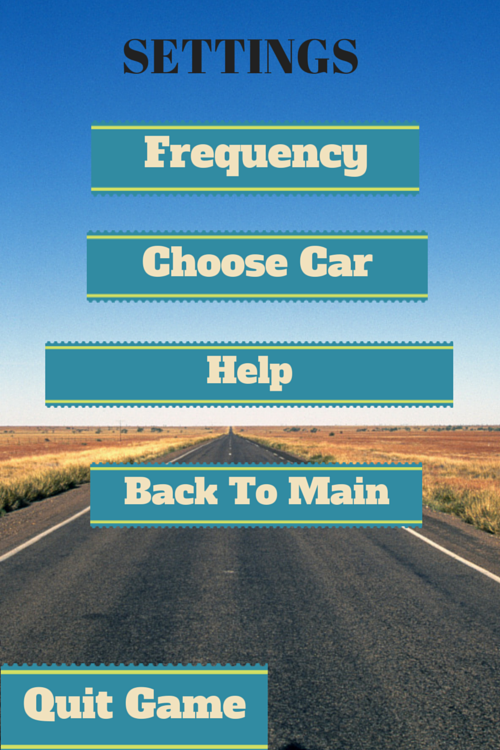 SETTINGS
Frequency
Choose Car
Help
Back To Main
Quit Game